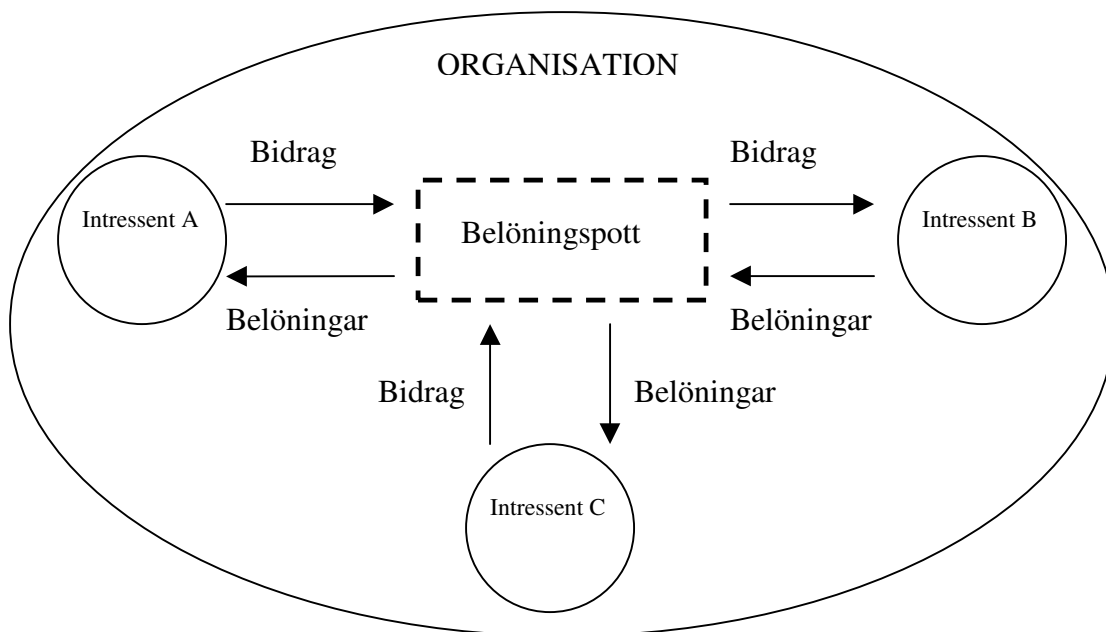 ORGANISATION
Bidrag
Bidrag
Intressent A
Belöningspott
Intressent B
Belöningar
Belöningar
Bidrag
Belöningar
Intressent C